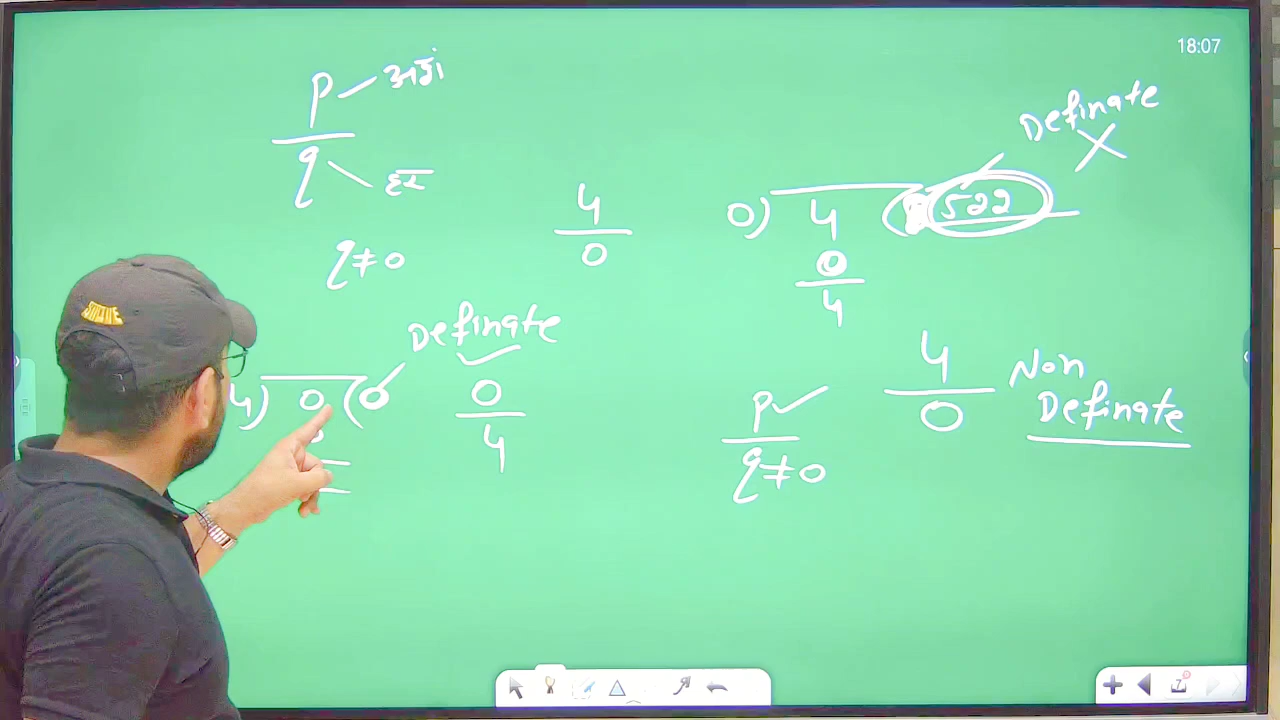 18:07
p अंश
q हर
q ≠ 0
4
0
0) 4 ( 522
0
4
Definate
X
Definate
4) 0 (0
0
4
p
q ≠ 0
4
0
Non
Definate